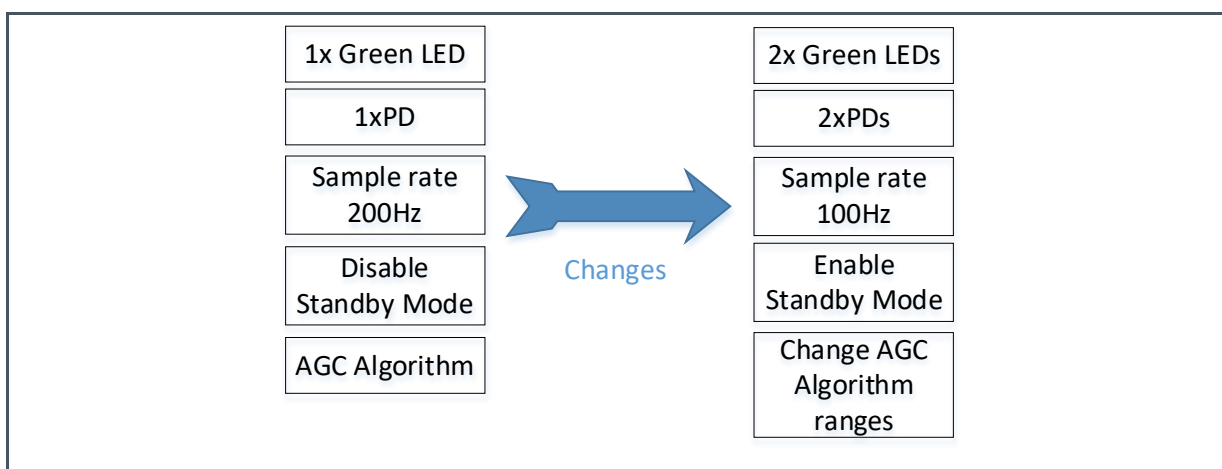 1x Green LED
1xPD
Sample rate
200Hz
Disable
Standby Mode
AGC Algorithm
Changes
2x Green LEDs
2xPDs
Sample rate
100Hz
Enable
Standby Mode
Change AGC
Algorithm
ranges